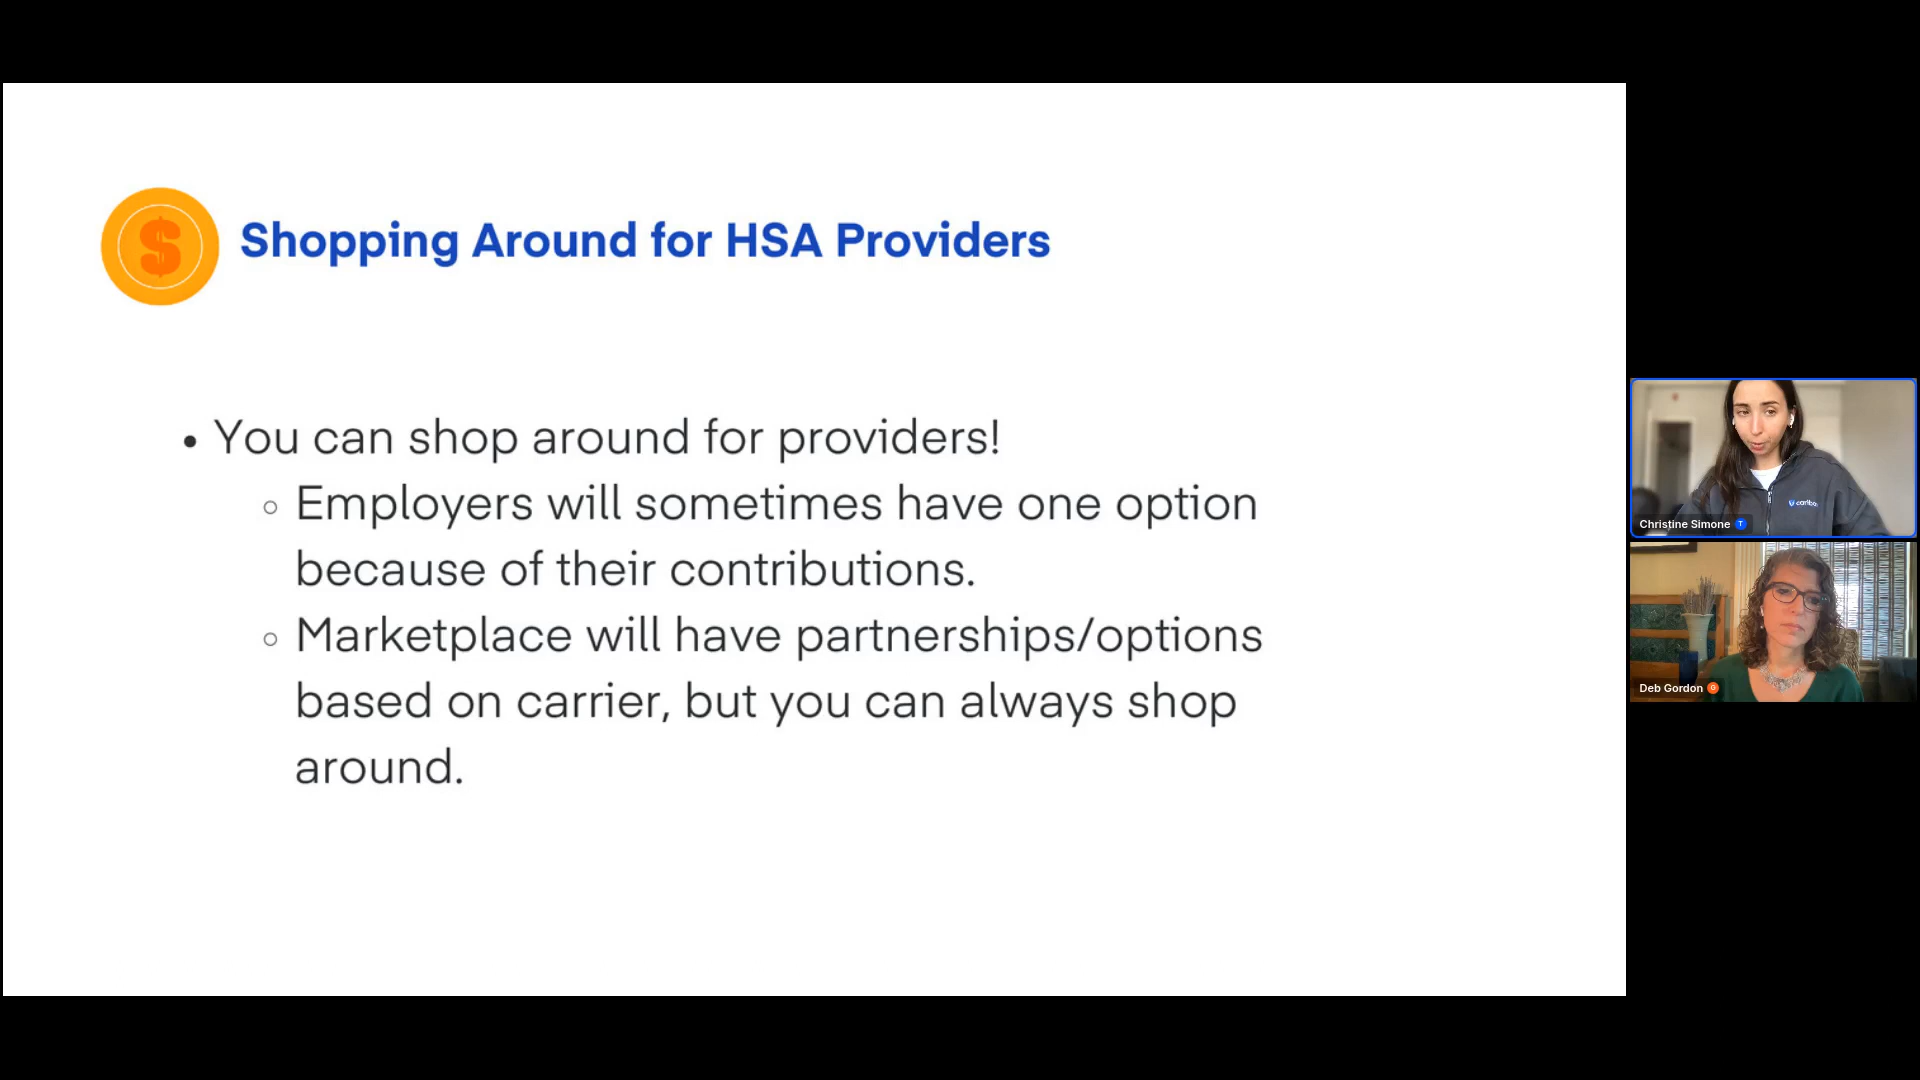 $
Shopping Around for HSA Providers
• You can shop around for providers!
○ Employers will sometimes have one option
because of their contributions.
○ Marketplace will have partnerships/options
based on carrier, but you can always shop
around.
Christine Simone T
Deb Gordon G